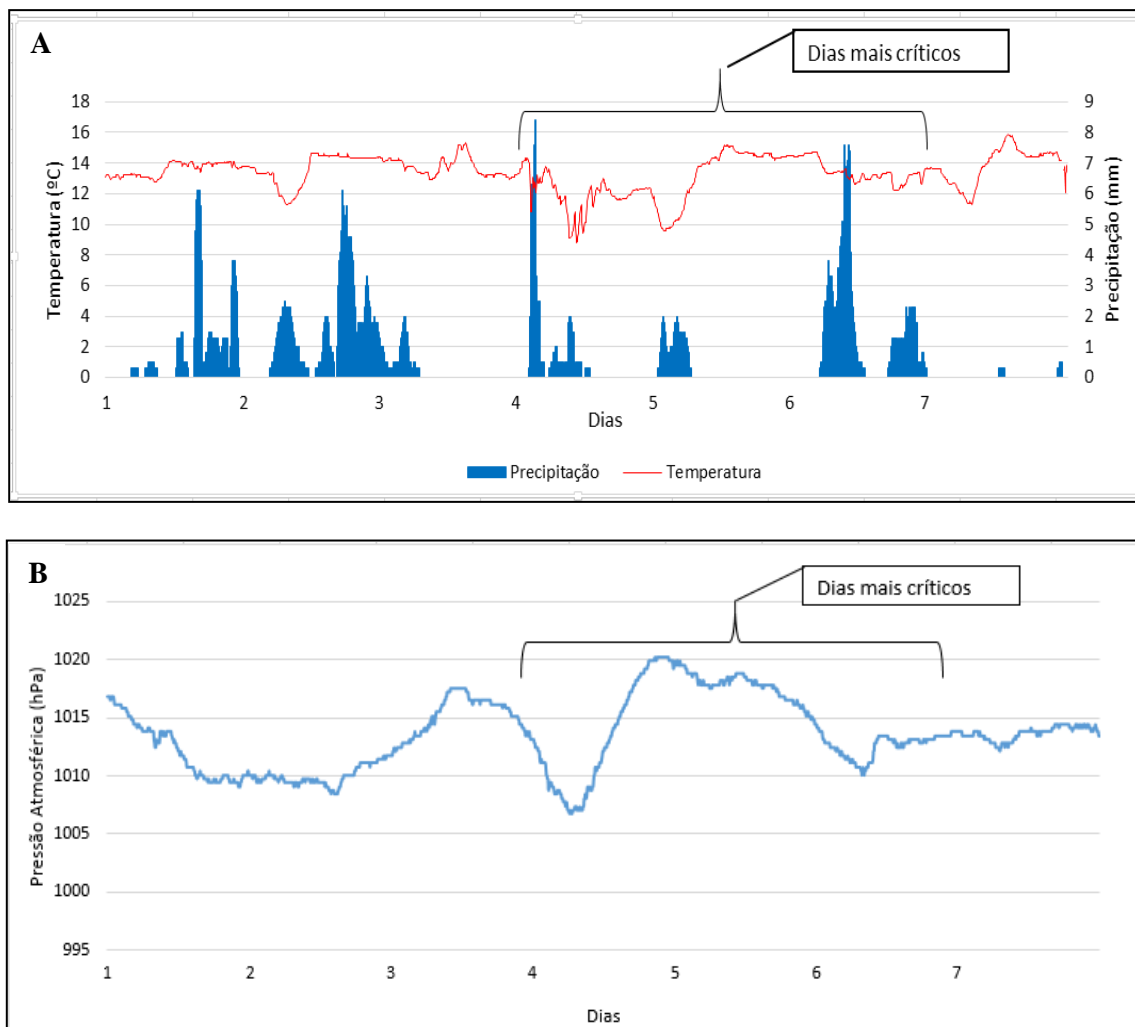 A
Dias mais críticos
Temperatura (ºC)
18
16
14
12
10
8
6
4
2
0
Precipitação (mm)
9
8
7
6
5
4
3
2
1
0
1 2 3 4 5 6 7
Dias
Precipitação Temperatura
B
Dias mais críticos
Pressão Atmosférica (hPa)
1025
1020
1015
1010
1005
1000
995
1 2 3 4 5 6 7
Dias